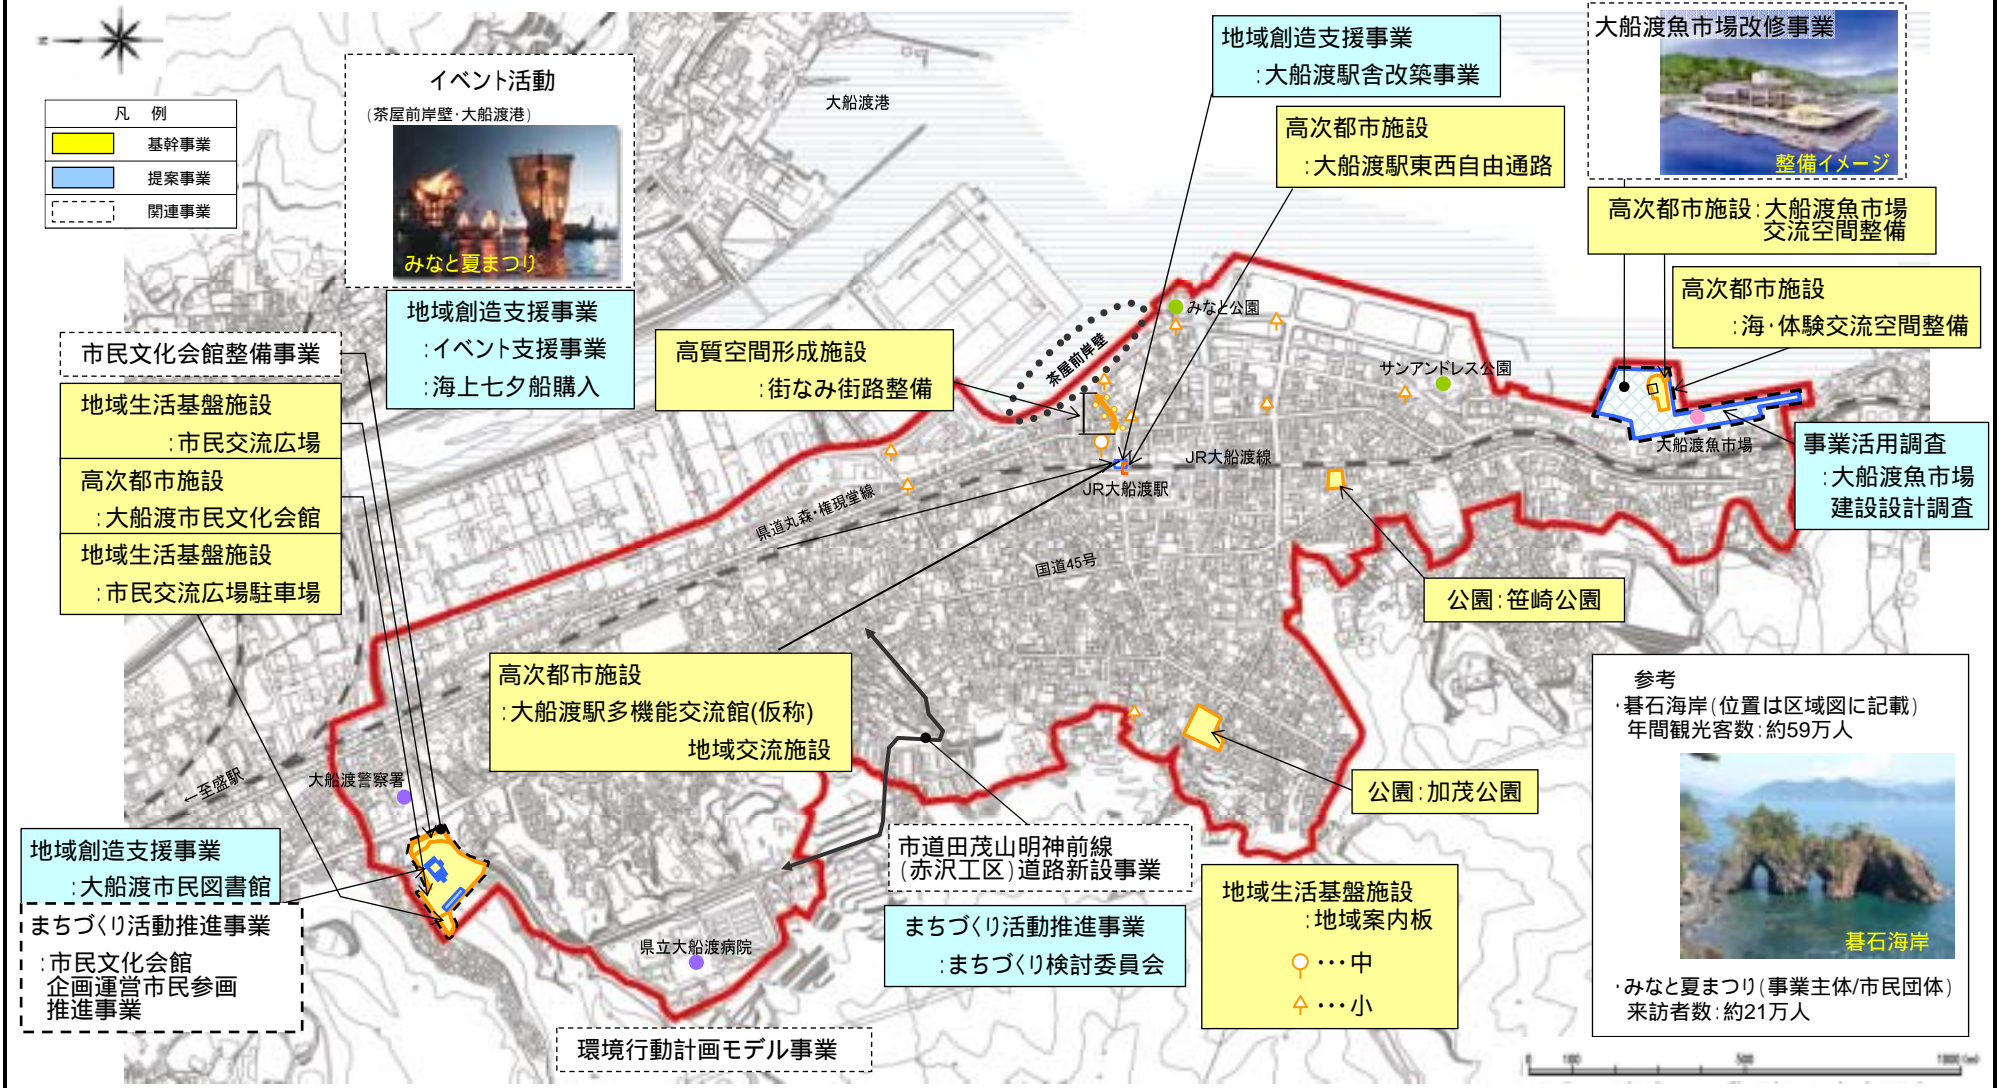 凡 例
基幹事業
提案事業
関連事業
イベント活動
(茶屋前岸壁・大船渡港)
みなと夏まつり
地域創造支援事業
:イベント支援事業
:海上七夕船購入
大船渡港
地域創造支援事業
:大船渡駅舎改築事業
高次都市施設
:大船渡駅東西自由通路
大船渡魚市場改修事業
整備イメージ
高次都市施設:大船渡魚市場
交流空間整備
高次都市施設
:海・体験交流空間整備
市民文化会館整備事業
地域生活基盤施設
:市民交流広場
高次都市施設
:大船渡市民文化会館
地域生活基盤施設
:市民交流広場駐車場
高質空間形成施設
:街なみ街路整備
茶屋前岸壁
みなと公園
サンアンドレス公園
大船渡魚市場
JR大船渡線
JR大船渡駅
県道丸森・権現堂線
国道45号
事業活用調査
:大船渡魚市場
建設設計調査
公園:笹崎公園
高次都市施設
:大船渡駅多機能交流館(仮称)
地域交流施設
公園:加茂公園
←至盛駅
大船渡警察署
地域創造支援事業
:大船渡市民図書館
まちづくり活動推進事業
:市民文化会館
企画運営市民参画
推進事業
県立大船渡病院
市道田茂山明神前線
(赤沢工区)道路新設事業
まちづくり活動推進事業
:まちづくり検討委員会
環境行動計画モデル事業
地域生活基盤施設
:地域案内板
・・・中
・・・小
参考
・碁石海岸(位置は区域図に記載)
年間観光客数:約59万人
碁石海岸
・みなと夏まつり(事業主体/市民団体)
来訪者数:約21万人
0 100 500 1000(m)